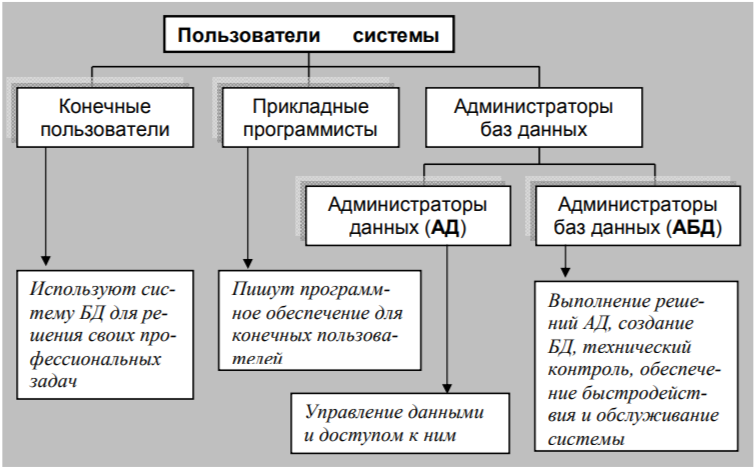 Пользователи системы
Конечные
пользователи
Прикладные
программисты
Администраторы
баз данных
Администраторы
данных (АД)
Администраторы
баз данных (АБД)
Используют сис-
тему БД для ре-
шения своих про-
фессиональных
задач
Пишут программ-
ное обеспечение для
конечных пользова-
телей
Выполнение реше-
ний АД, создание
БД, технический
контроль, обеспече-
ние быстродейст-
вия и обслуживание
системы
Управление данными
и доступом к ним